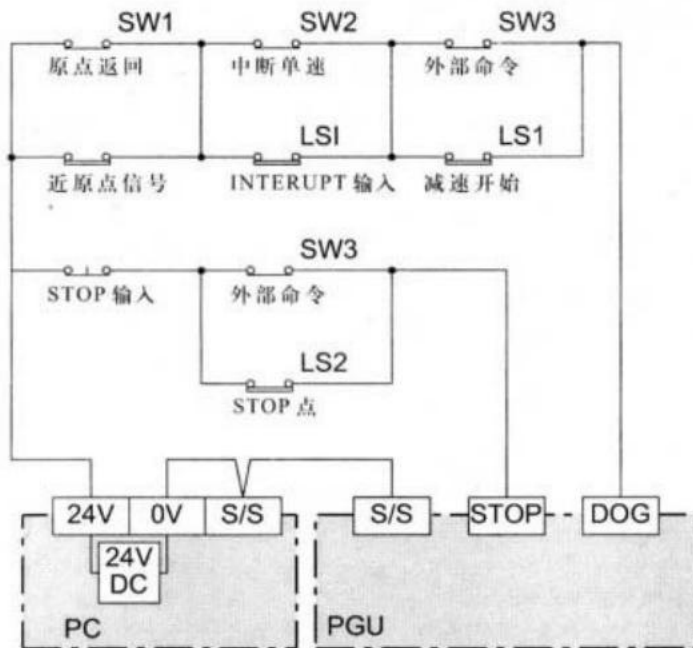 SW1 SW2 SW3
原点返回 中断单速 外部命令
LSI LS1
近原点信号 INTERUPT 输入 减速开始
SW3
STOP 输入 外部命令
LS2
STOP 点
24V 0V S/S S/S STOP DOG
24V
DC
PC PGU